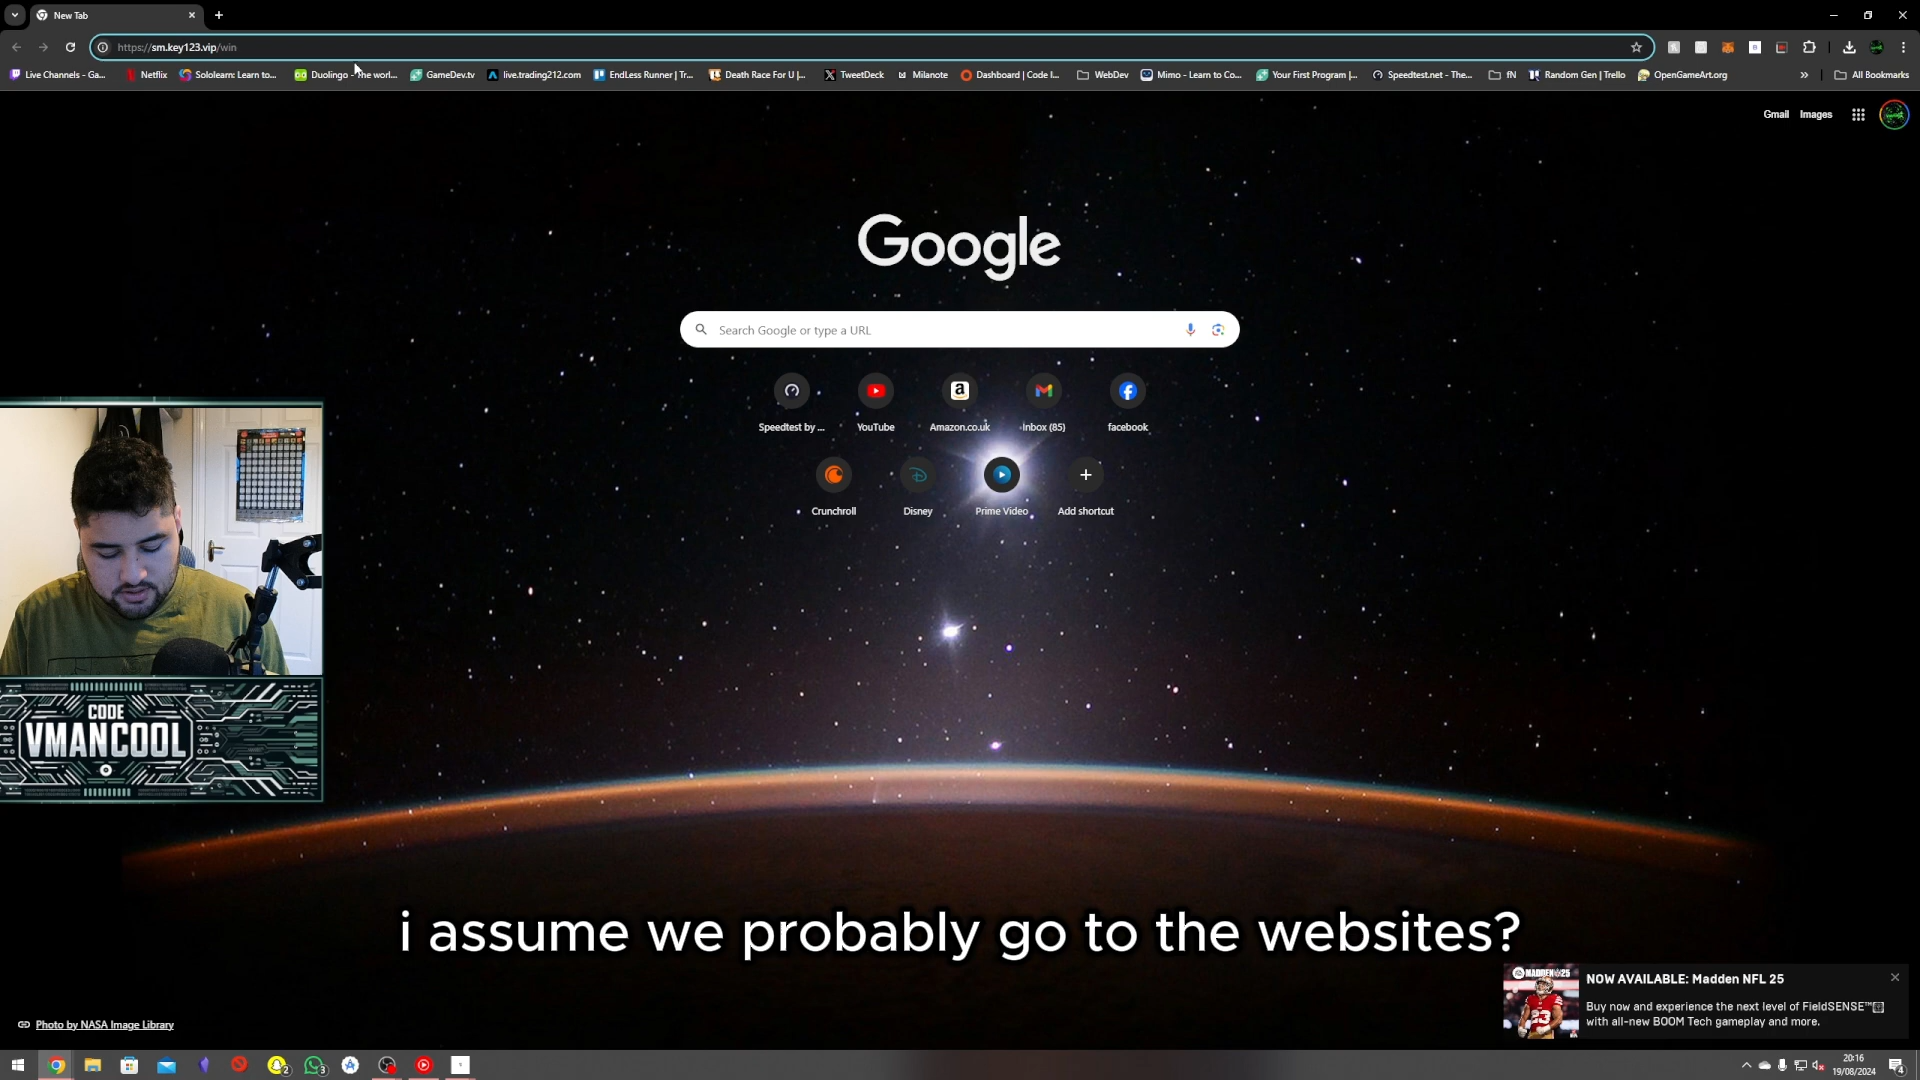 New Tab
https://sm.key123.vip/win
Live Channels - Ga...
Netflix
Sololearn: Learn to...
Duolingo - The worl...
GameDev.tv
live.trading212.com
EndLess Runner | Tr...
Death Race For U |...
TweetDeck
Milanote
Dashboard | Code I...
WebDev
Mimo - Learn to Co...
Your First Program |...
Speedtest.net - The...
fN
Random Gen | Trello
OpenGameArt.org
All Bookmarks
Gmail
Images
Google
Search Google or type a URL
Speedtest by ...
YouTube
Amazon.co.uk
Inbox (85)
facebook
Crunchroll
Disney
Prime Video
Add shortcut
CODE
VMANCOOL
i assume we probably go to the websites?
NOW AVAILABLE: Madden NFL 25
Buy now and experience the next level of FieldSENSE™
with all-new BOOM Tech gameplay and more.
Photo by NASA Image Library
20:16
19/08/2024